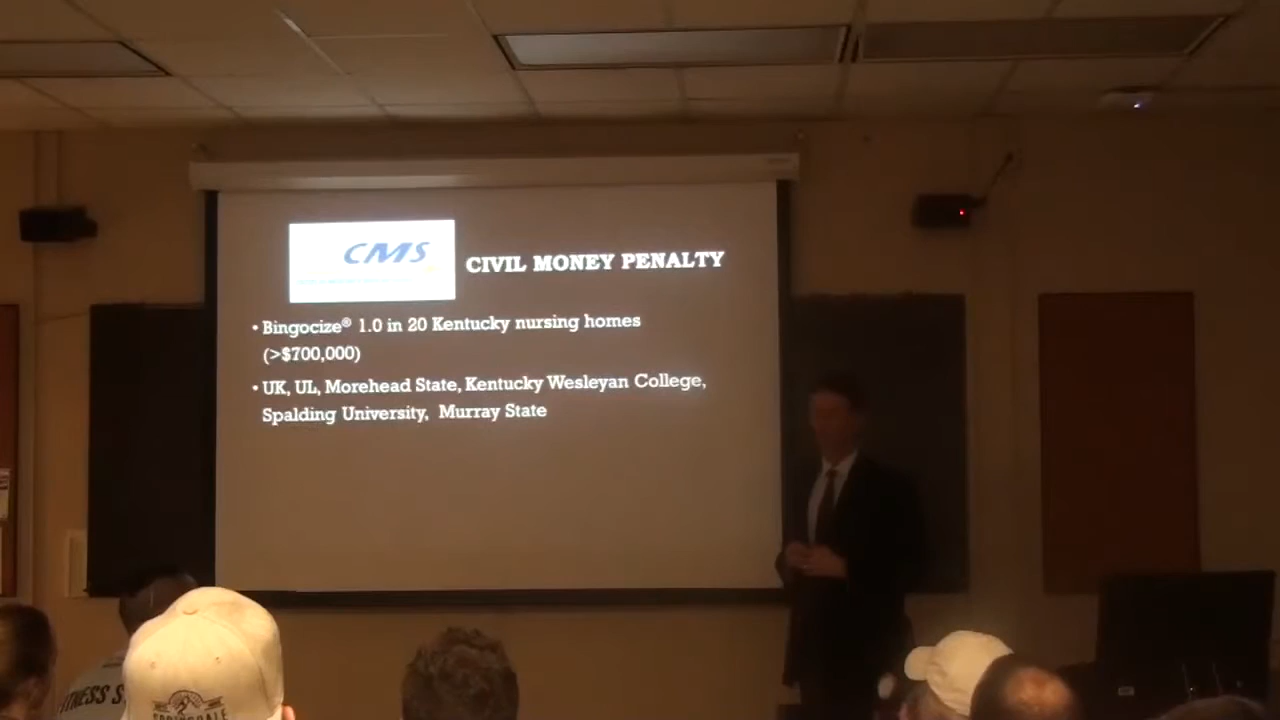 CMS
CIVIL MONEY PENALTY
• Bingocize® 1.0 in 20 Kentucky nursing homes
(>$700,000)
• UK, UL, Morehead State, Kentucky Wesleyan College,
Spalding University, Murray State